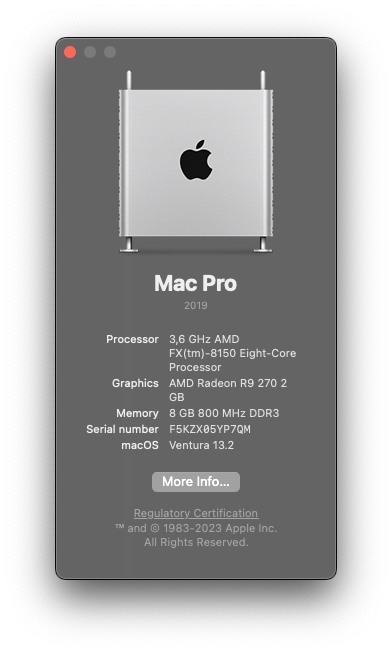 Mac Pro
2019
Processor 3,6 GHz AMD
FX(tm)-8150 Eight-Core
Processor
Graphics AMD Radeon R9 270 2
GB
Memory 8 GB 800 MHz DDR3
Serial number F5KZX05YP7QM
macOS Ventura 13.2
More Info...
Regulatory Certification
™ and © 1983-2023 Apple Inc.
All Rights Reserved.